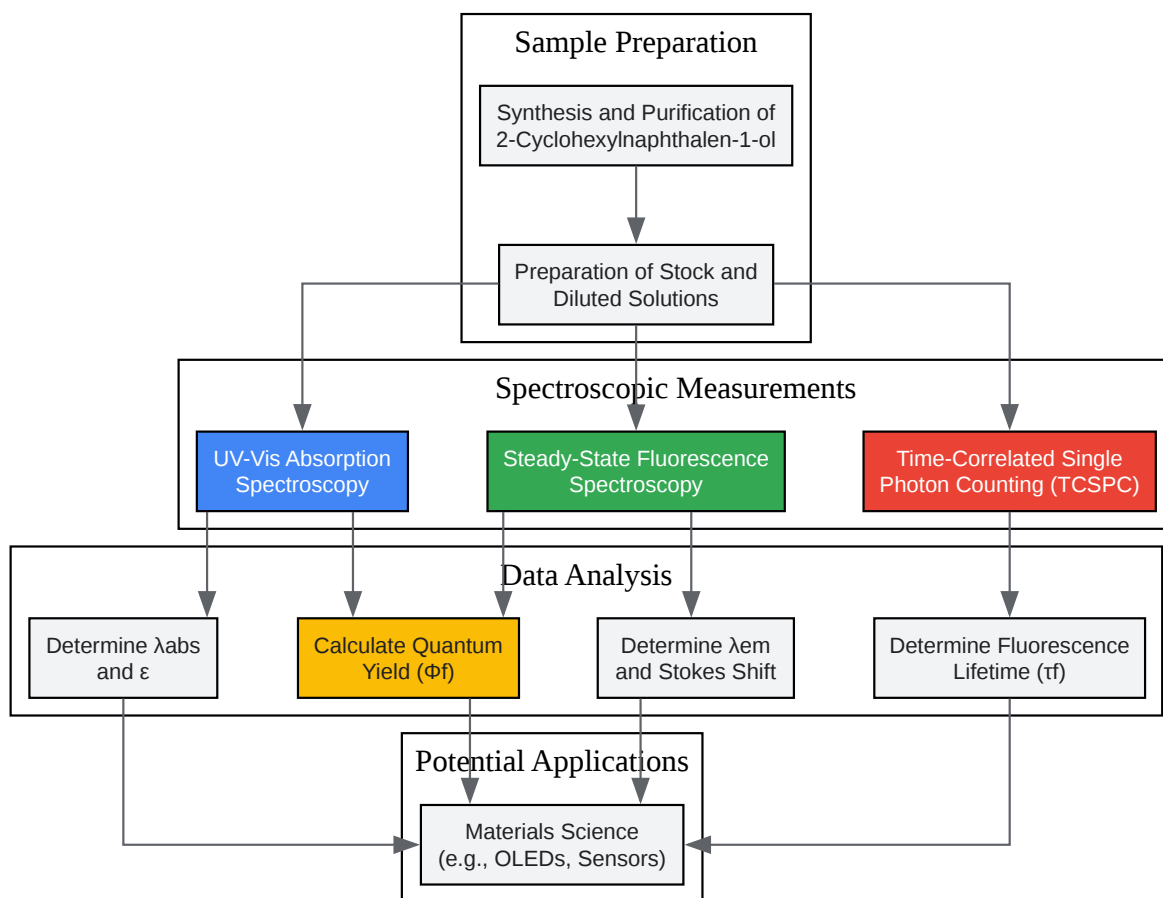 Sample Preparation
Synthesis and Purification of
2-Cyclohexylnaphthalen-1-ol
Preparation of Stock and
Diluted Solutions
Spectroscopic Measurements
UV-Vis Absorption
Spectroscopy
Steady-State Fluorescence
Spectroscopy
Time-Correlated Single
Photon Counting (TCSPC)
Data Analysis
Determine λabs
and ε
Calculate Quantum
Yield (Φf)
Determine λem
and Stokes Shift
Determine Fluorescence
Lifetime (τf)
Potential Applications
Materials Science
(e.g., OLEDs, Sensors)